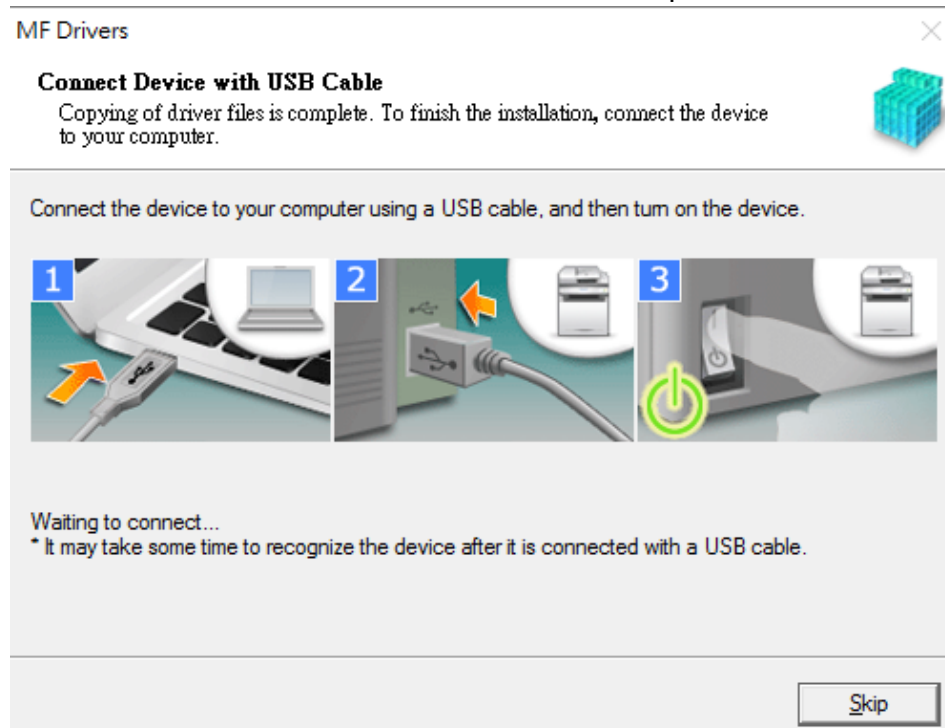 MF Drivers
Connect Device with USB Cable
Copying of driver files is complete. To finish the installation, connect the device
to your computer.
Connect the device to your computer using a USB cable, and then turn on the device.
1
2
3
Waiting to connect...
* It may take some time to recognize the device after it is connected with a USB cable.
Skip